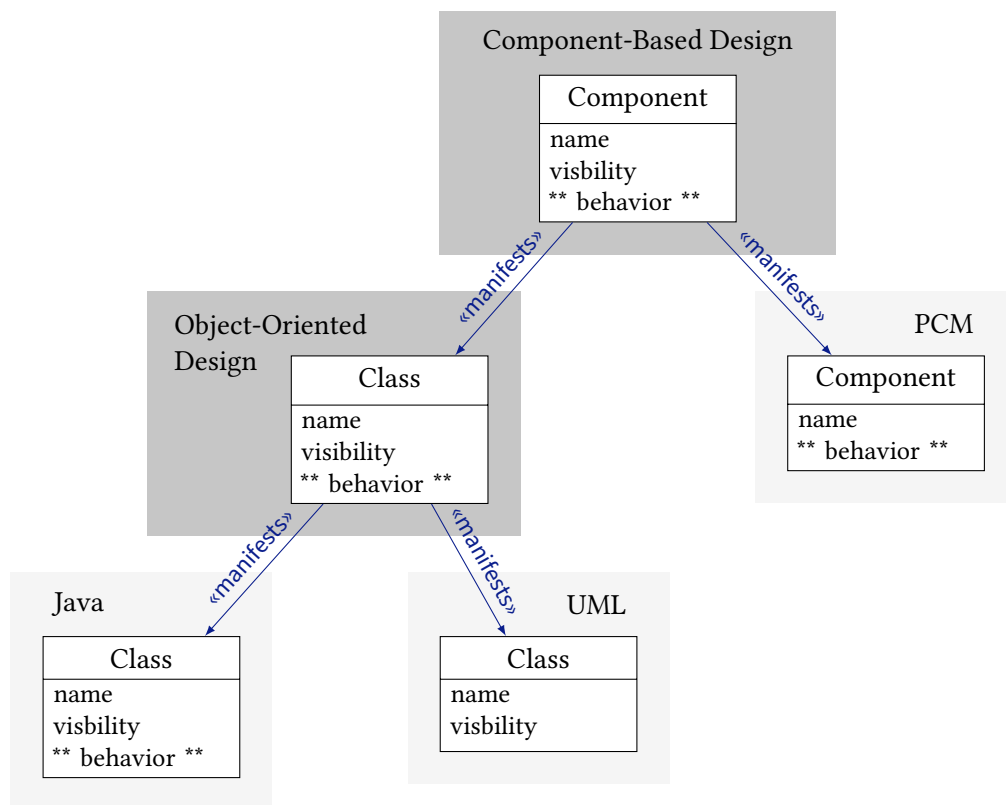 Component-Based Design
Component
name
visbility
** behavior **
«manifests»
«manifests»
Object-Oriented
Design
Class
name
visibility
** behavior **
PCM
Component
name
** behavior **
«manifests»
«manifests»
Java
Class
name
visbility
** behavior **
UML
Class
name
visbility